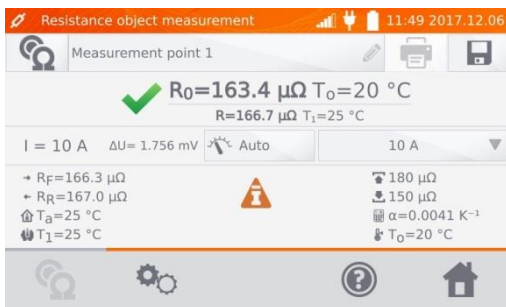 Resistance object measurement 11:49 2017.12.06
Measurement point 1
R₀=163.4 µΩ Tₒ=20 °C
R=166.7 µΩ T₁=25 °C
I = 10 A ΔU= 1.756 mV Auto 10 A
RF=166.3 µΩ 180 µΩ
RR=167.0 µΩ 150 µΩ
Ta=25 °C α=0.0041 K⁻¹
T1=25 °C Tₒ=20 °C